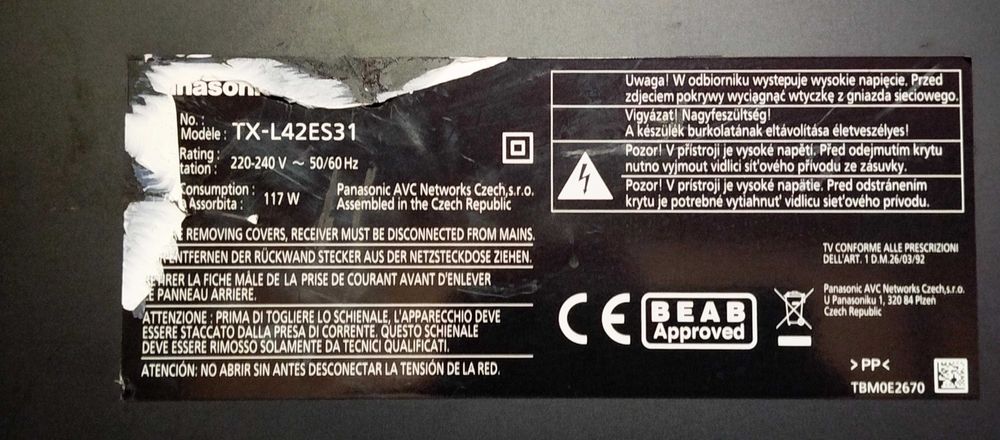 No. :
Modèle : TX-L42ES31
Rating :
220-240 V ~ 50/60 Hz
Consumption :
Assorbita : 117 W
Panasonic AVC Networks Czech,s.r.o.
Assembled in the Czech Republic
REMOVING COVERS, RECEIVER MUST BE DISCONNECTED FROM MAINS.
ENTFERNEN DER RÜCKWAND STECKER AUS DER NETZSTECKDOSE ZIEHEN.
LA FICHE MÂLE DE LA PRISE DE COURANT AVANT D'ENLEVER
PANNEAU ARRIERE.
ATTENZIONE : PRIMA DI TOGLIERE LO SCHIENALE, L'APPARECCHIO DEVE
ESSERE STACCATO DALLA PRESA DI CORRENTE. QUESTO SCHIENALE
DEVE ESSERE RIMOSSO SOLAMENTE DA TECNICI QUALIFICATI.
ATENCIÓN: NO ABRIR SIN ANTES DESCONECTAR LA TENSIÓN DE LA RED.
Uwaga! W odbiorniku wystepuje wysokie napięcie. Przed
zdjeciem pokrywy wyciągnąć wtyczkę z gniazda sieciowego.
Vigyázat! Nagyfeszültség!
A készülék burkolatának eltávolítása életveszélyes!
Pozor! V přístroji je vysoké napětí. Před odejmutím krytu
nutno vyjmout vidlici síťového přívodu ze zásuvky.
Pozor! V prístroji je vysoké napätie. Pred odstránením
krytu je potrebné vytiahnuť vidlicu sieťového prívodu.
TV CONFORME ALLE PRESCRIZIONI
DELL'ART. 1 D.M.26/03/92
CE
BEAB
Approved
Panasonic AVC Networks Czech,s.r.o.
U Panasoniku 1, 320 84 Plzeň
Czech Republic
>PP<
TBM0E2670